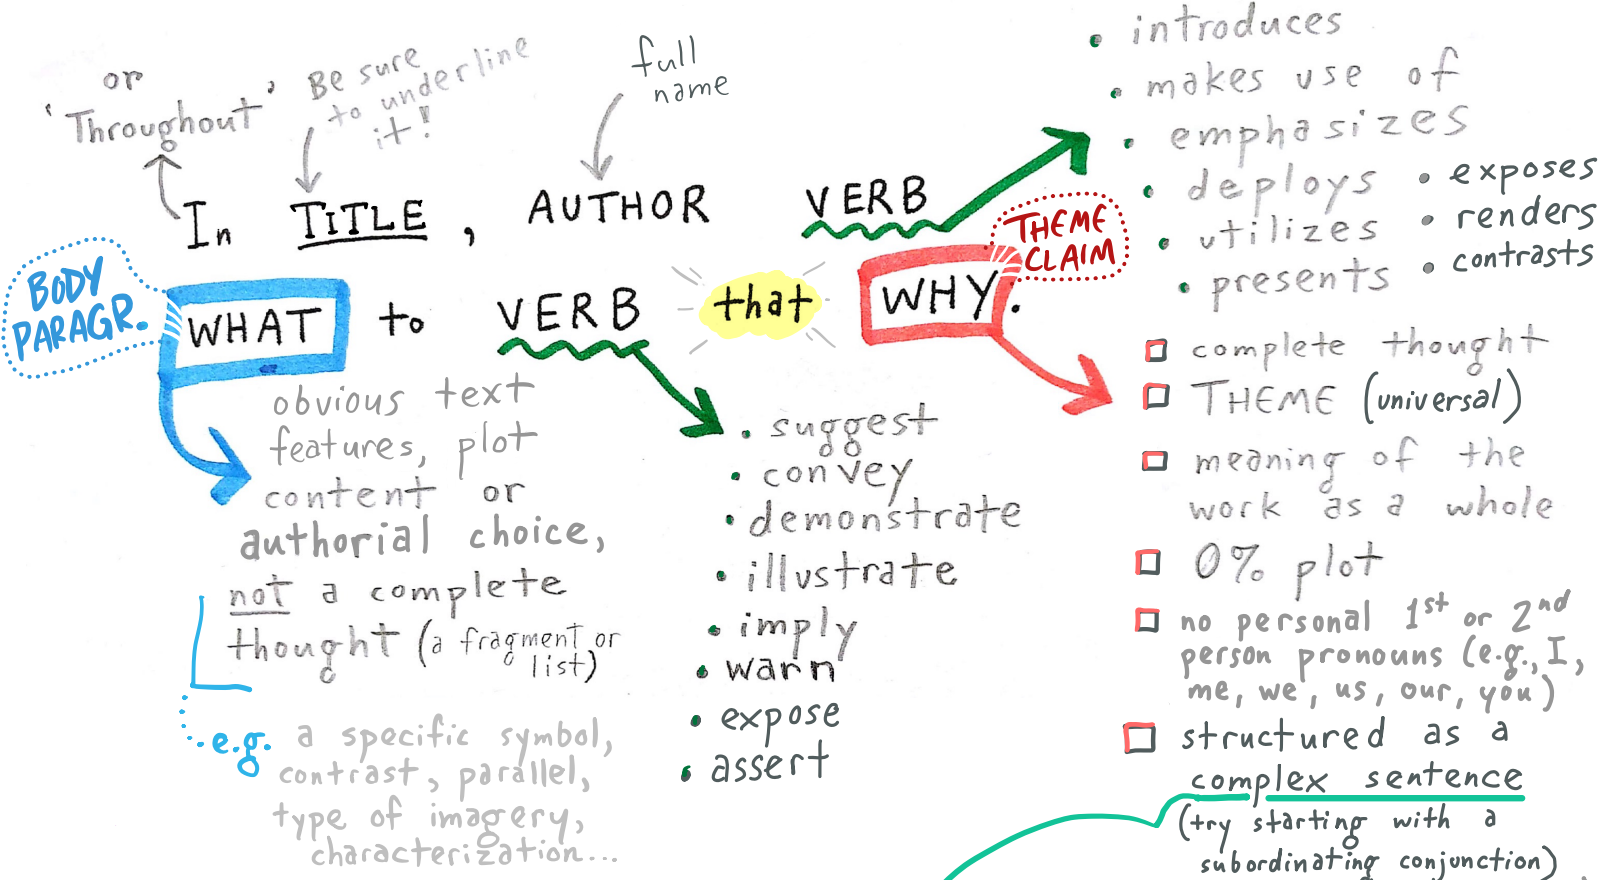 or
'Throughout'
Be sure
to underline
it!
full
name
In TITLE, AUTHOR VERB
BODY
PARAGR.
WHAT to VERB that WHY.
THEME
CLAIM
• introduces
• makes use of
• emphasizes
• deploys
• utilizes
• presents
• exposes
• renders
• contrasts
obvious text
features, plot
content or
authorial choice,
not a complete
thought (a fragment or
list)
e.g. a specific symbol,
contrast, parallel,
type of imagery,
characterization...
• suggest
• convey
• demonstrate
• illustrate
• imply
• warn
• expose
• assert
complete thought
THEME (universal)
meaning of the
work as a whole
0% plot
no personal 1st or 2nd
person pronouns (e.g., I,
me, we, us, our, you)
structured as a
complex sentence
(try starting with a
subordinating conjunction)